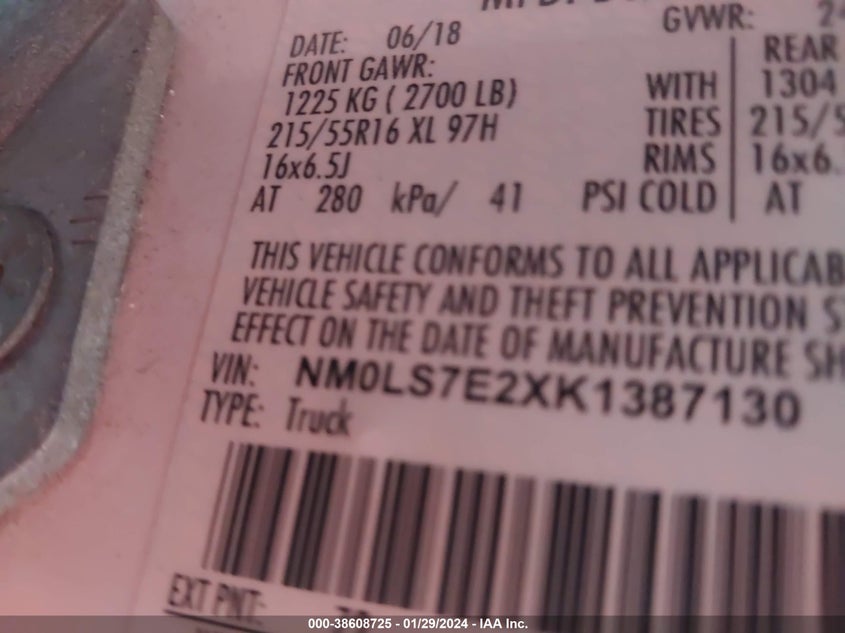 GVWR:
DATE: 06/18
FRONT GAWR: REAR
1225 KG ( 2700 LB) WITH 1304
215/55R16 XL 97H TIRES 215/5
16x6.5J RIMS 16x6.
AT 280 kPa/ 41 PSI COLD AT
THIS VEHICLE CONFORMS TO ALL APPLICAB
VEHICLE SAFETY AND THEFT PREVENTION S
EFFECT ON THE DATE OF MANUFACTURE SH
VIN: NM0LS7E2XK1387130
TYPE: Truck
EXT PNT:
000-38608725 - 01/29/2024 - IAA Inc.